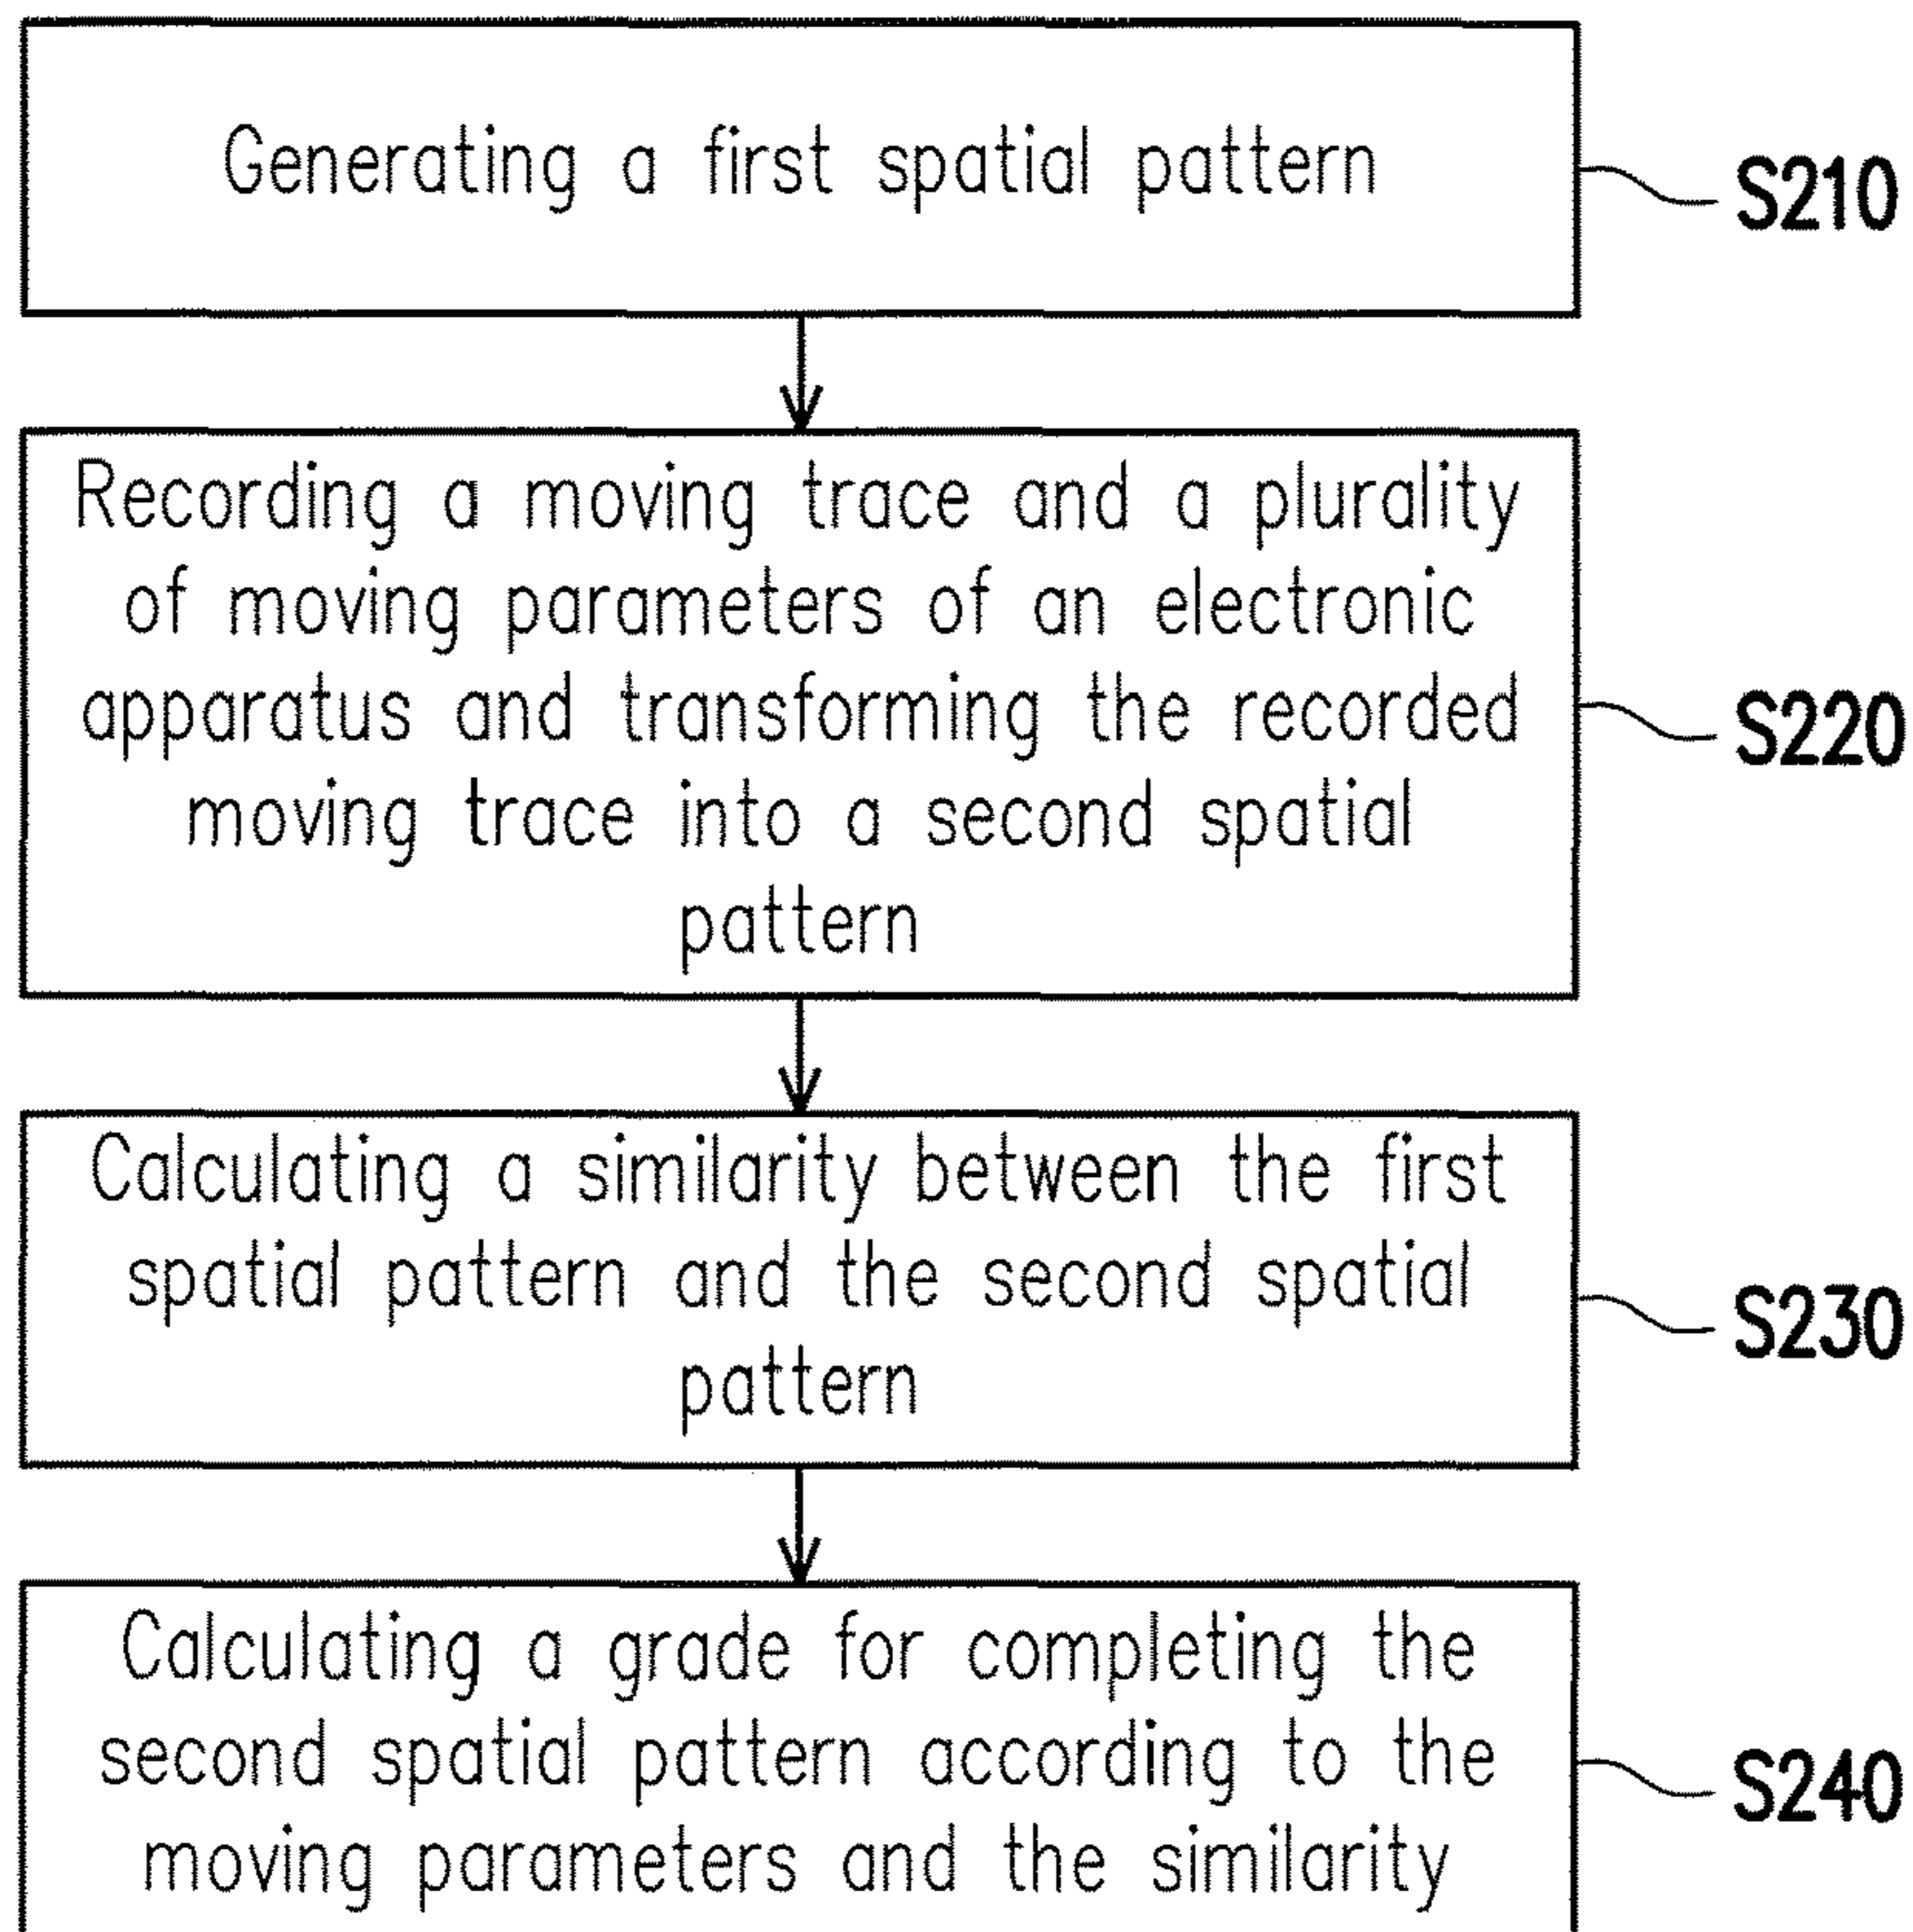 Generating a first spatial pattern
S210
Recording a moving trace and a plurality
of moving parameters of an electronic
apparatus and transforming the recorded
moving trace into a second spatial
pattern
S220
Calculating a similarity between the first
spatial pattern and the second spatial
pattern
S230
Calculating a grade for completing the
second spatial pattern according to the
moving parameters and the similarity
S240